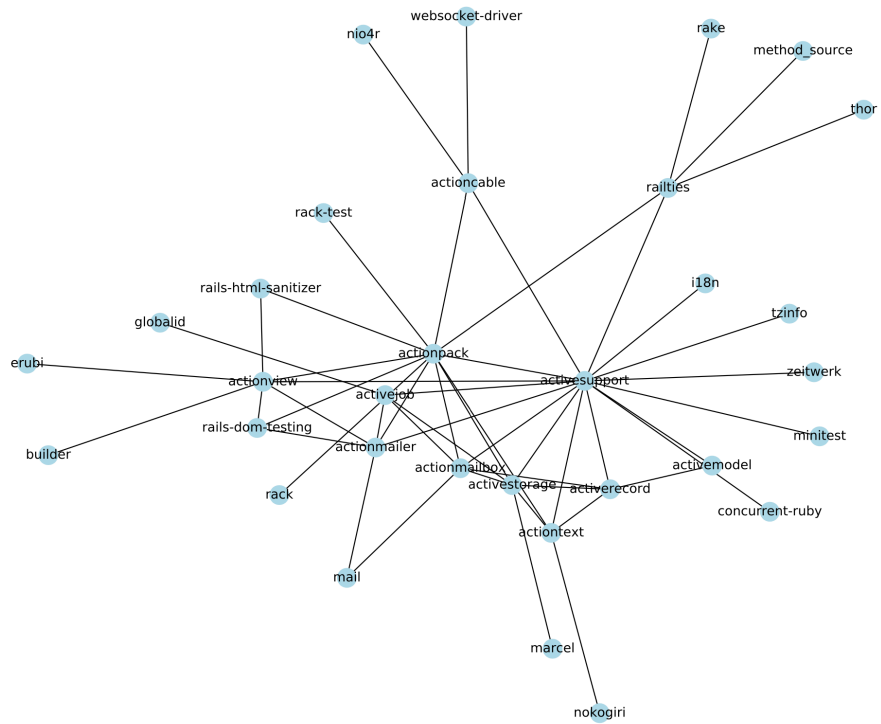 websocket-driver
nio4r
rake
method_source
thor
actioncable
railties
rack-test
i18n
rails-html-sanitizer
tzinfo
globalid
actionpack
erubi
zeitwerk
actionview
activesupport
activejob
rails-dom-testing
minitest
actionmailer
builder
activemodel
actionmailbox
activestorage
activerecord
rack
concurrent-ruby
actiontext
mail
marcel
nokogiri